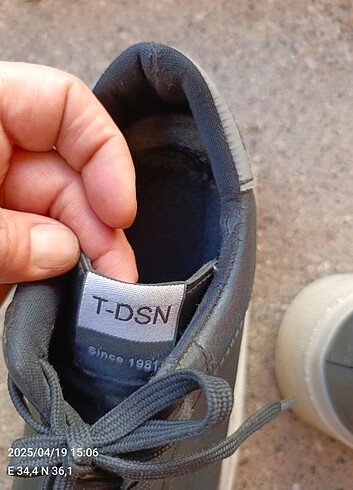 T-DSN
Since 1981
2025/04/19 15:06
E 34,4 N 36,1